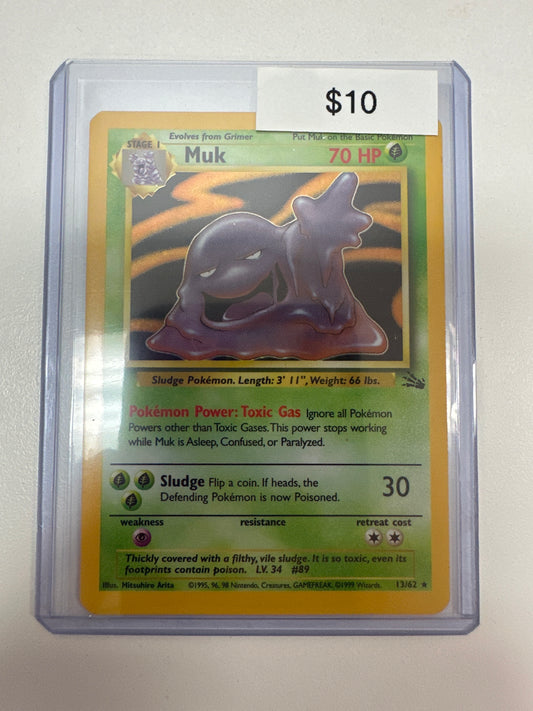 $10
Evolves from Grimer
Put Muk on the Basic Pokémon
STAGE 1
Muk
70 HP
Sludge Pokémon. Length: 3' 11", Weight: 66 lbs.
Pokémon Power: Toxic Gas Ignore all Pokémon
Powers other than Toxic Gases. This power stops working
while Muk is Asleep, Confused, or Paralyzed.
Sludge Flip a coin. If heads, the
Defending Pokémon is now Poisoned.
30
weakness
resistance
retreat cost
Thickly covered with a filthy, vile sludge. It is so toxic, even its
footprints contain poison. LV. 34 #89
Illus. Mitsuhiro Arita
©1995, 96, 98 Nintendo, Creatures, GAMEFREAK. ©1999 Wizards.
13/62 ★